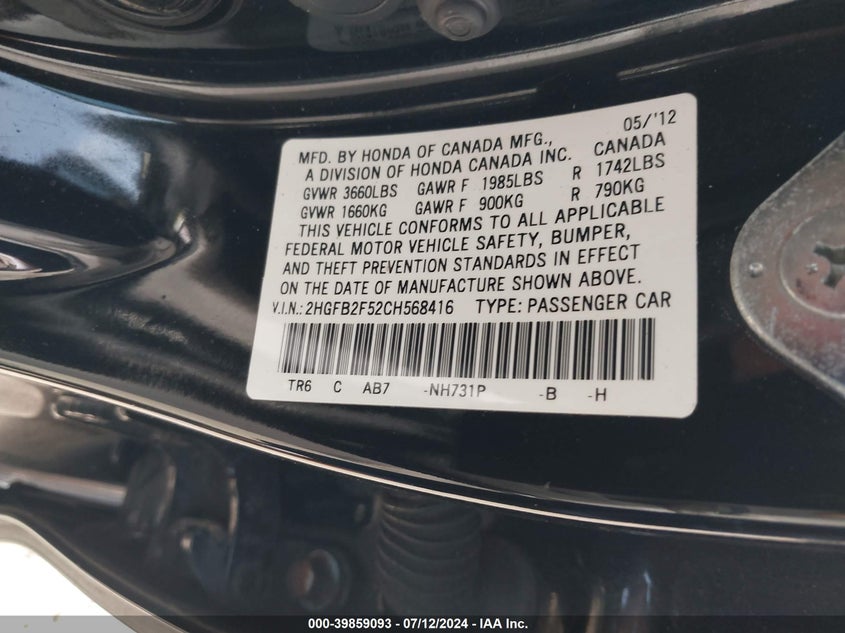 05/'12
MFD. BY HONDA OF CANADA MFG.,
A DIVISION OF HONDA CANADA INC. CANADA
GVWR 3660LBS GAWR F 1985LBS R 1742LBS
GVWR 1660KG GAWR F 900KG R 790KG
THIS VEHICLE CONFORMS TO ALL APPLICABLE
FEDERAL MOTOR VEHICLE SAFETY, BUMPER,
AND THEFT PREVENTION STANDARDS IN EFFECT
ON THE DATE OF MANUFACTURE SHOWN ABOVE.
V.I.N.: 2HGFB2F52CH568416 TYPE: PASSENGER CAR
TR6 C AB7 -NH731P -B -H
000-39859093 - 07/12/2024 - IAA Inc.